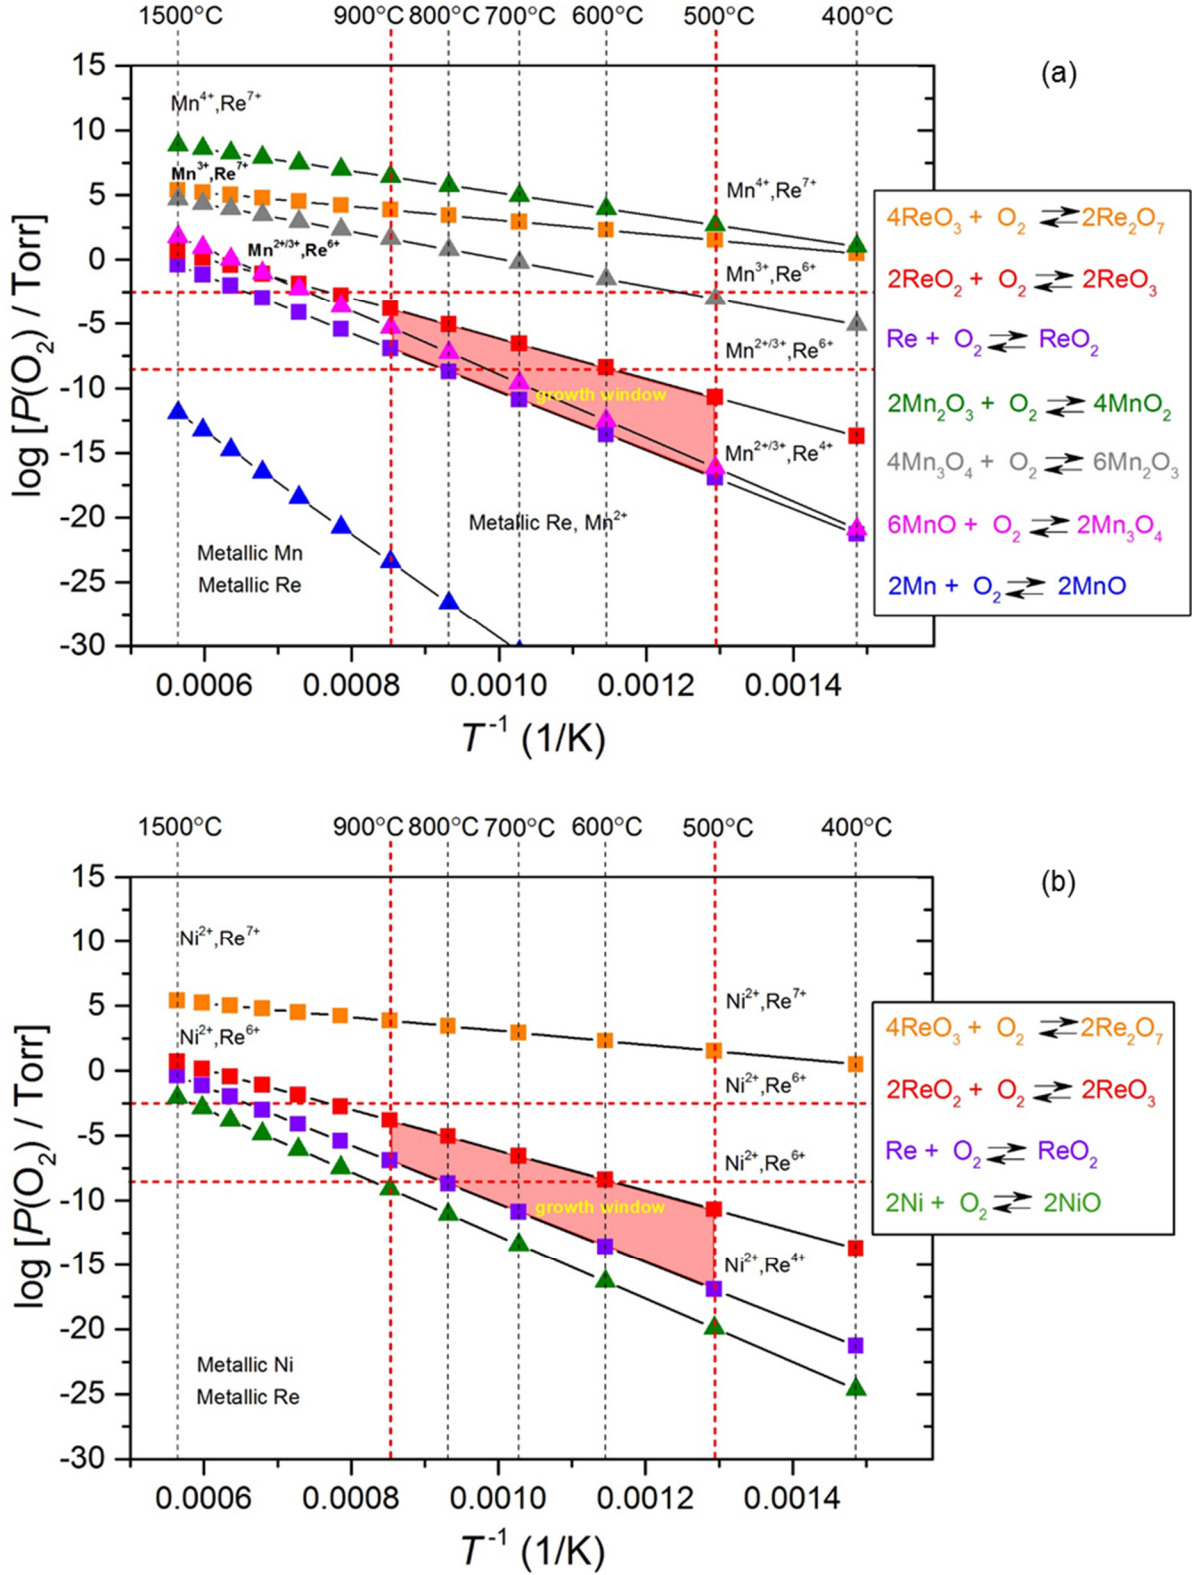 1500°C 900°C 800°C 700°C 600°C 500°C 400°C
(a)
15
10
5
0
-5
-10
-15
-20
-25
-30
log [P(O₂) / Torr]
Mn⁴⁺,Re⁷⁺
Mn³⁺,Re⁷⁺
Mn²⁺/³⁺,Re⁶⁺
Mn⁴⁺,Re⁷⁺
Mn³⁺,Re⁶⁺
Mn²⁺/³⁺,Re⁶⁺
growth window
Mn²⁺/³⁺,Re⁴⁺
Metallic Re, Mn²⁺
Metallic Mn
Metallic Re
4ReO₃ + O₂ ⇌ 2Re₂O₇
2ReO₂ + O₂ ⇌ 2ReO₃
Re + O₂ ⇌ ReO₂
2Mn₂O₃ + O₂ ⇌ 4MnO₂
4Mn₃O₄ + O₂ ⇌ 6Mn₂O₃
6MnO + O₂ ⇌ 2Mn₃O₄
2Mn + O₂ ⇌ 2MnO
0.0006 0.0008 0.0010 0.0012 0.0014
T⁻¹ (1/K)
1500°C 900°C 800°C 700°C 600°C 500°C 400°C
(b)
15
10
5
0
-5
-10
-15
-20
-25
-30
log [P(O₂) / Torr]
Ni²⁺,Re⁷⁺
Ni²⁺,Re⁶⁺
Ni²⁺,Re⁷⁺
Ni²⁺,Re⁶⁺
Ni²⁺,Re⁶⁺
growth window
Ni²⁺,Re⁴⁺
Metallic Ni
Metallic Re
4ReO₃ + O₂ ⇌ 2Re₂O₇
2ReO₂ + O₂ ⇌ 2ReO₃
Re + O₂ ⇌ ReO₂
2Ni + O₂ ⇌ 2NiO
0.0006 0.0008 0.0010 0.0012 0.0014
T⁻¹ (1/K)